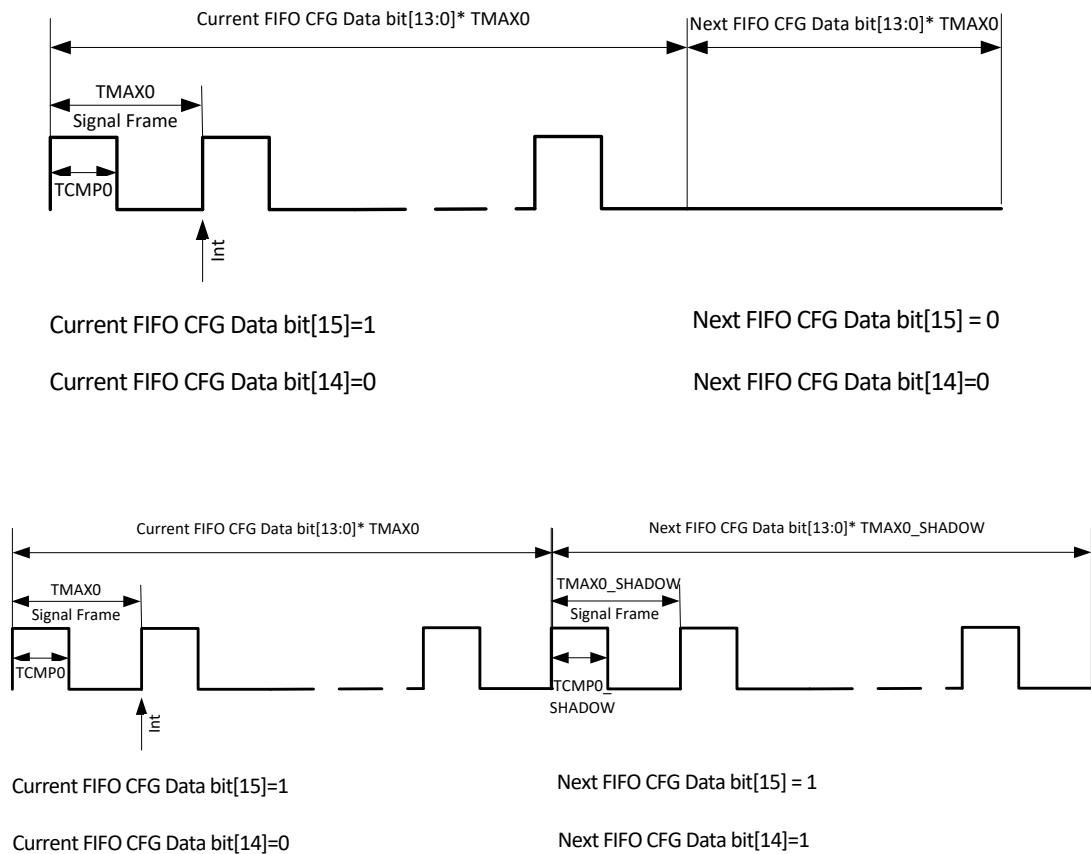 Current FIFO CFG Data bit[13:0]* TMAX0
Next FIFO CFG Data bit[13:0]* TMAX0
TMAX0
Signal Frame
TCMP0
Int
Current FIFO CFG Data bit[15]=1
Next FIFO CFG Data bit[15] = 0
Current FIFO CFG Data bit[14]=0
Next FIFO CFG Data bit[14]=0
Current FIFO CFG Data bit[13:0]* TMAX0
Next FIFO CFG Data bit[13:0]* TMAX0_SHADOW
TMAX0
Signal Frame
TMAX0_SHADOW
Signal Frame
TCMP0
TCMP0_
SHADOW
Int
Current FIFO CFG Data bit[15]=1
Next FIFO CFG Data bit[15] = 1
Current FIFO CFG Data bit[14]=0
Next FIFO CFG Data bit[14]=1